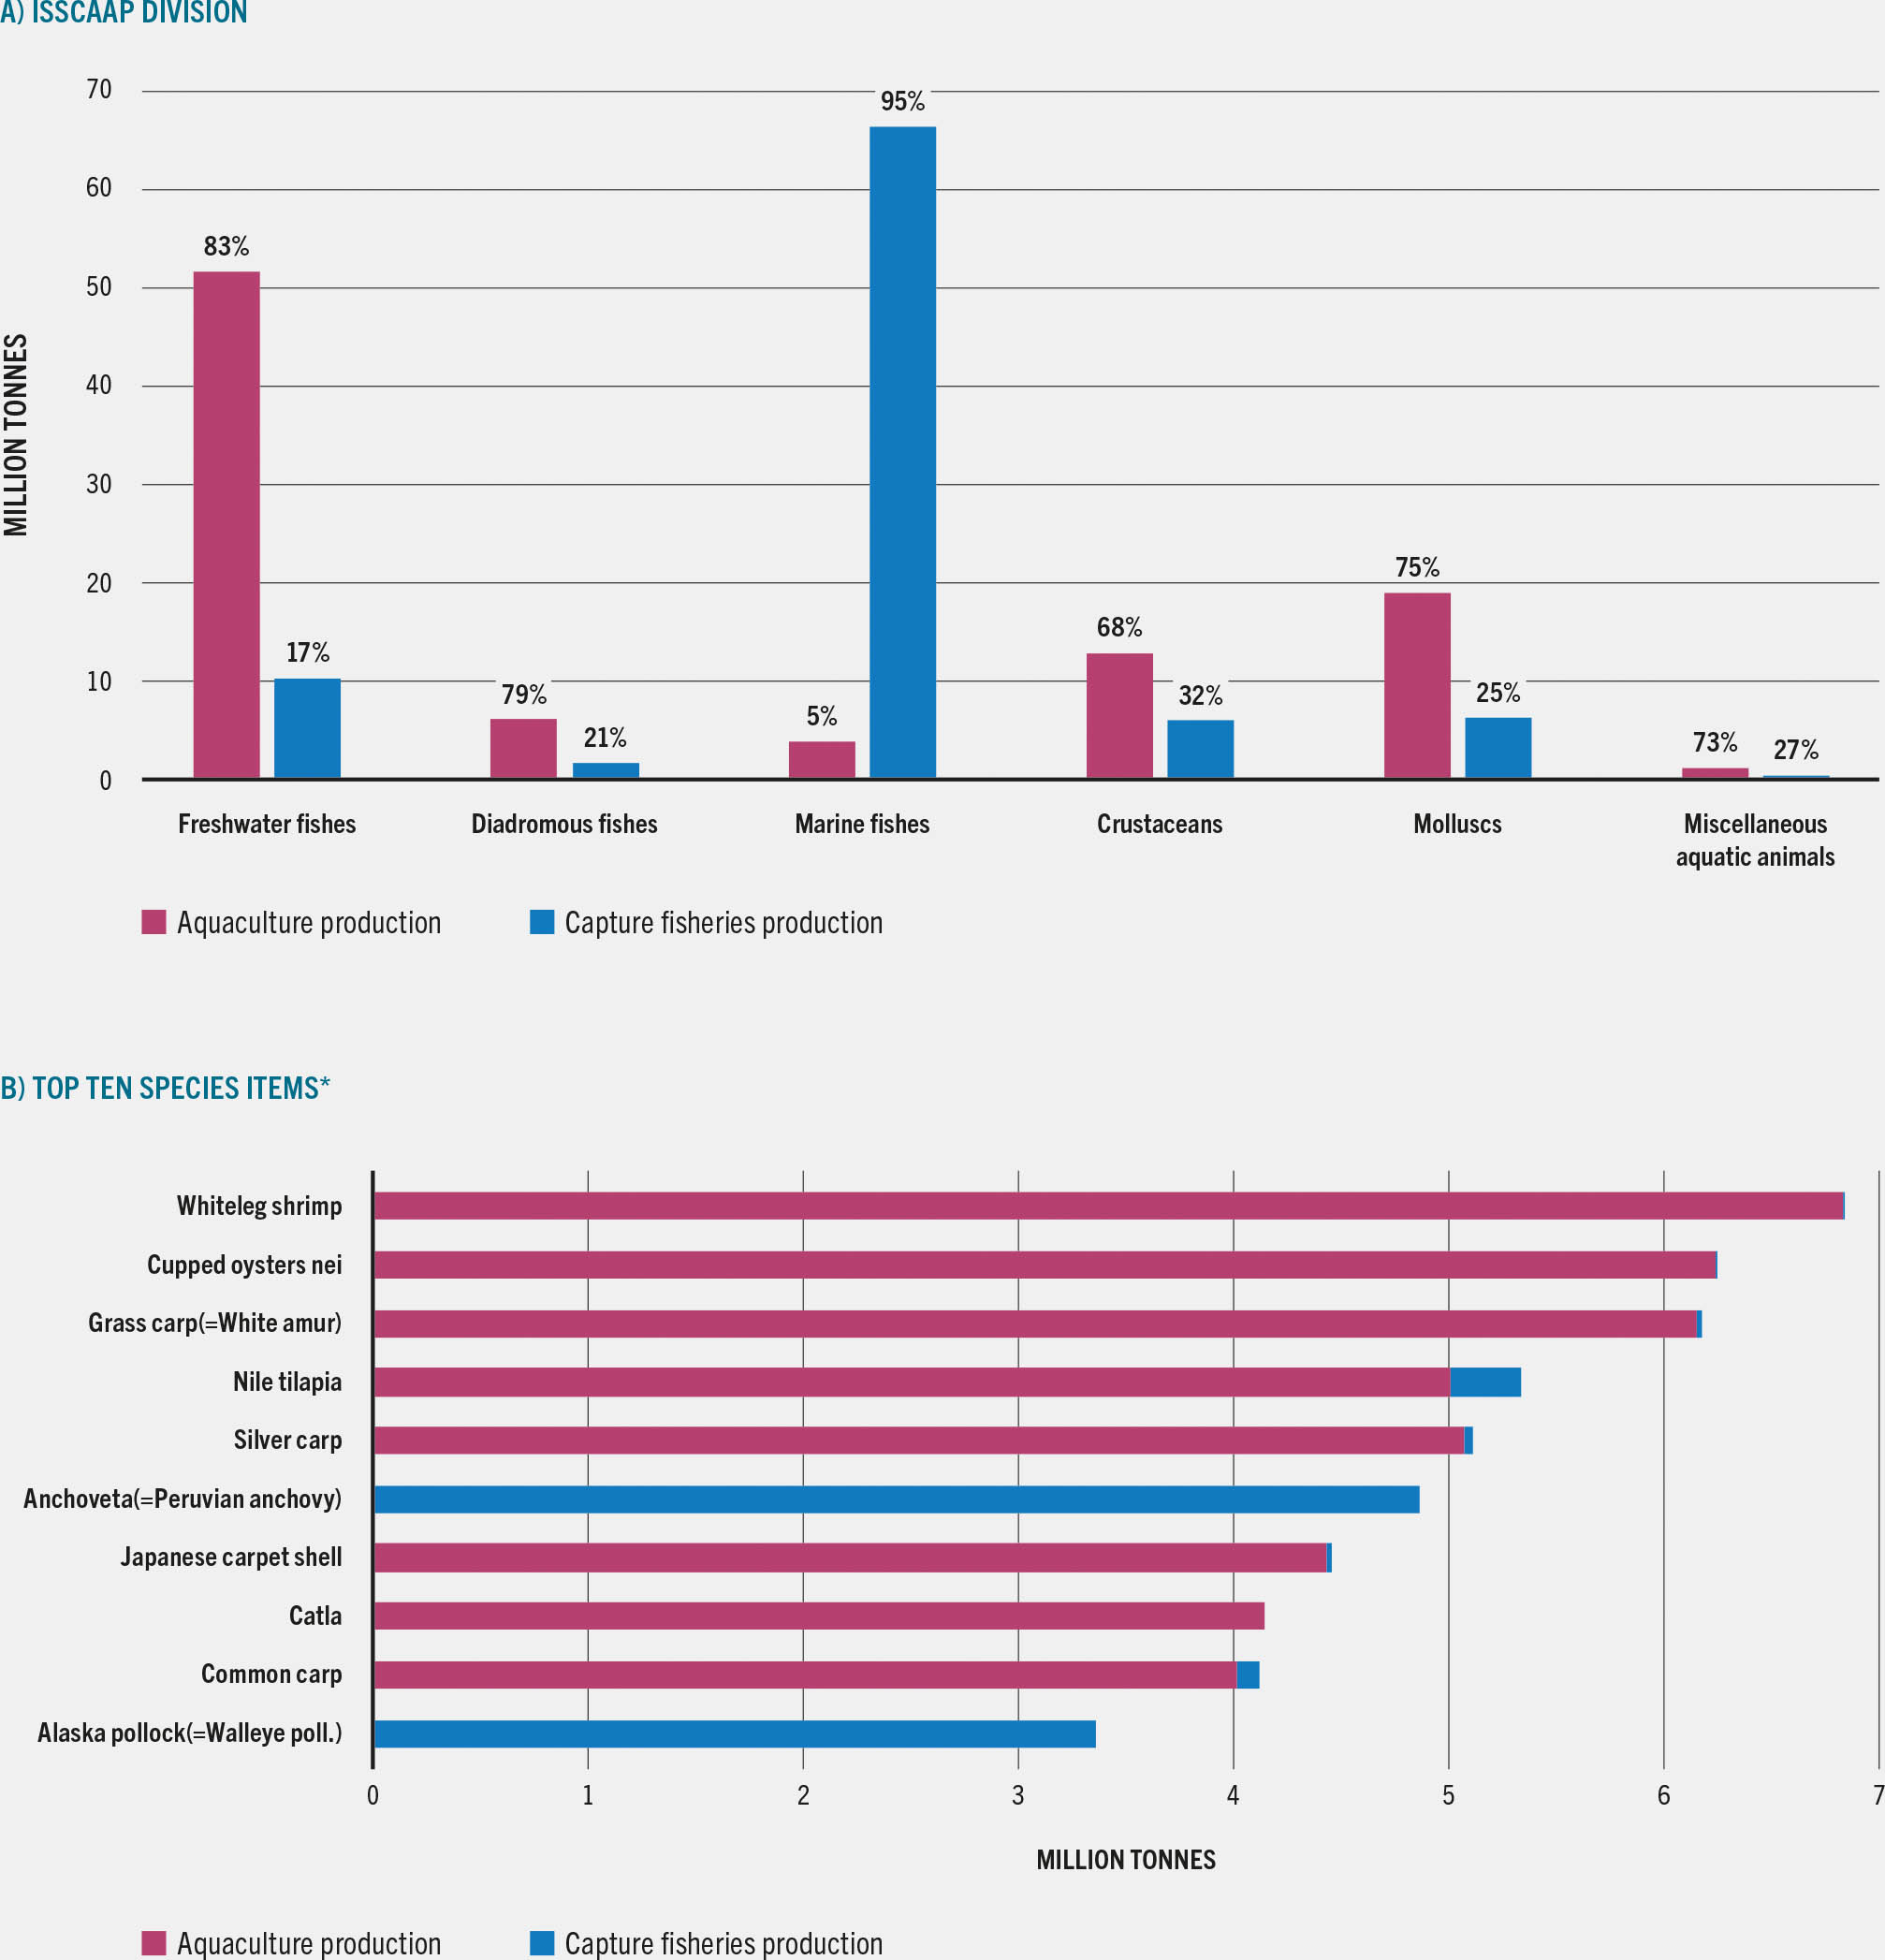 A) ISSCAAP DIVISION
MILLION TONNES
70
60
50
40
30
20
10
0
83%
17%
79%
21%
5%
95%
68%
32%
75%
25%
73%
27%
Freshwater fishes
Diadromous fishes
Marine fishes
Crustaceans
Molluscs
Miscellaneous
aquatic animals
Aquaculture production
Capture fisheries production
B) TOP TEN SPECIES ITEMS*
Whiteleg shrimp
Cupped oysters nei
Grass carp(=White amur)
Nile tilapia
Silver carp
Anchoveta(=Peruvian anchovy)
Japanese carpet shell
Catla
Common carp
Alaska pollock(=Walleye poll.)
0 1 2 3 4 5 6 7
MILLION TONNES
Aquaculture production
Capture fisheries production